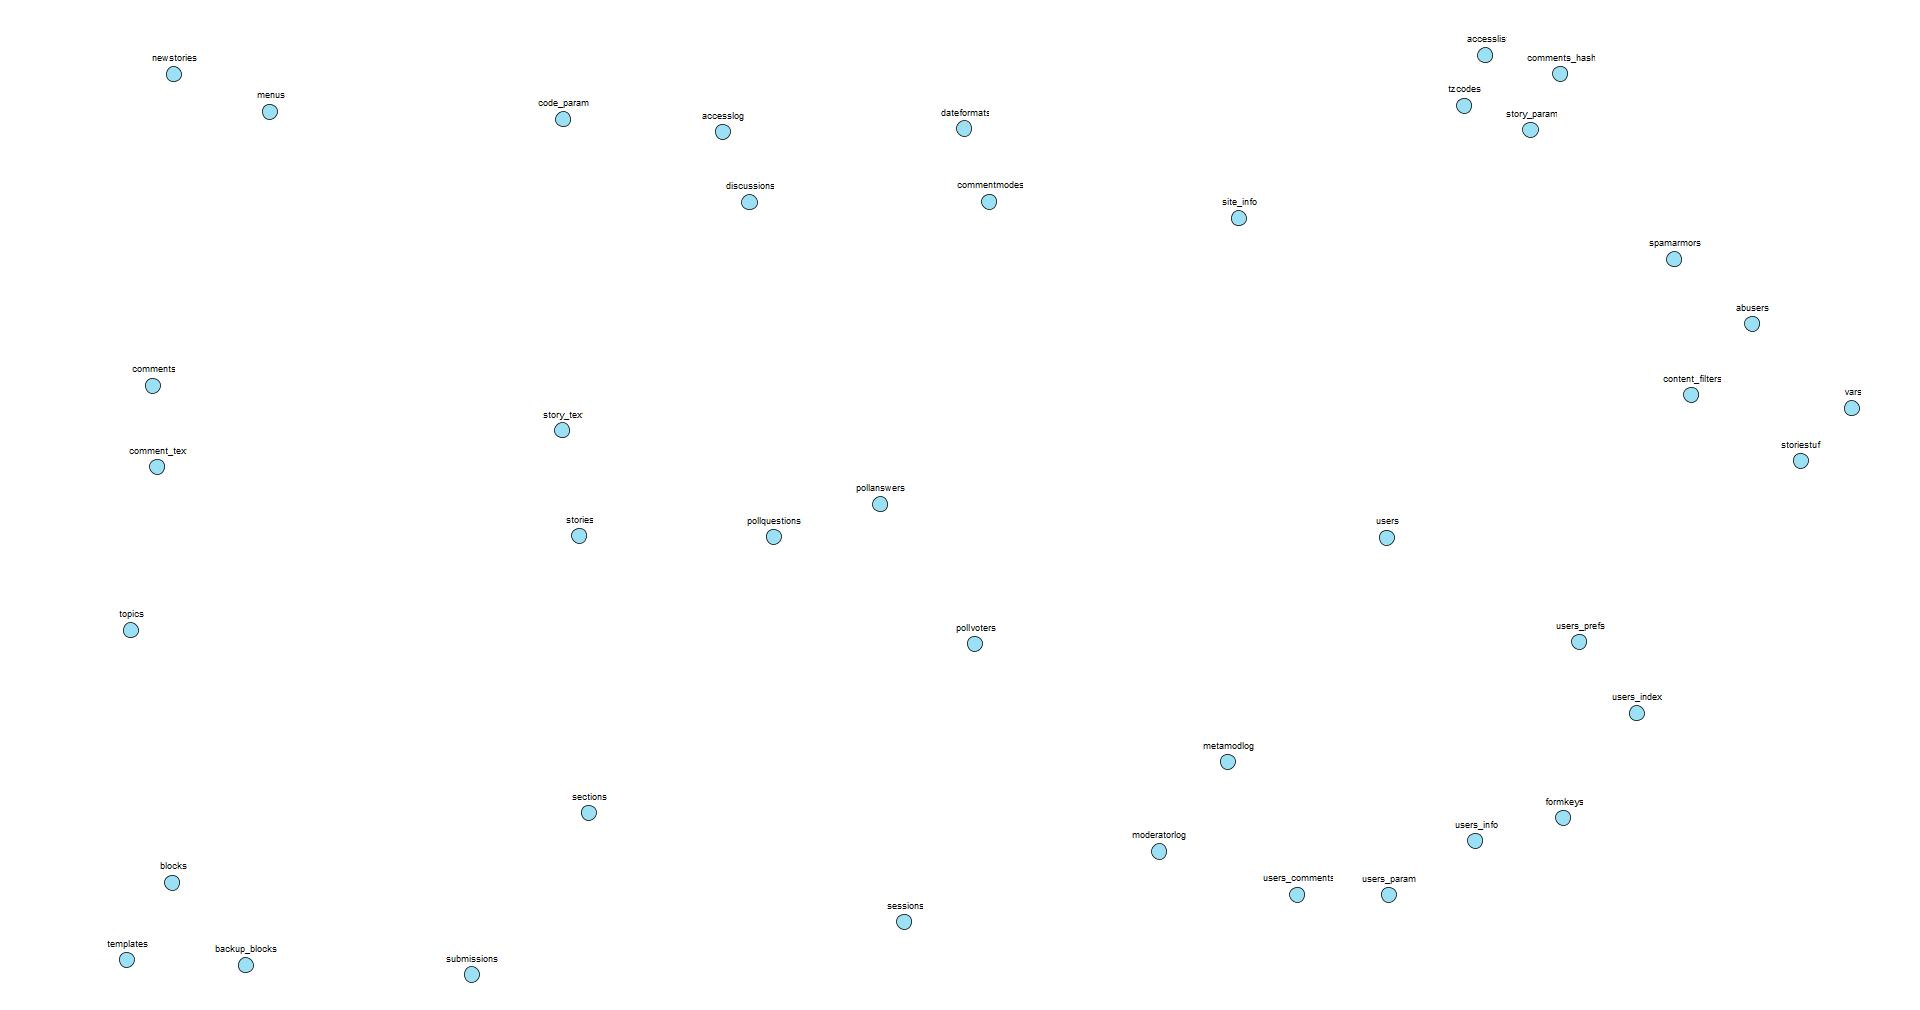 accesslis
newstories
comments_hash
tzcodes
menus
code_param
dateformats
story_param
accesslog
commentmodes
discussions
site_info
spamarmors
abusers
comments
content_filters
vars
story_tex
storiestuf
comment_tex
pollanswers
stories
pollquestions
users
topics
users_prefs
pollvoters
users_index
metamodlog
sections
formkeys
users_info
moderatorlog
blocks
users_comments
users_param
sessions
templates
backup_blocks
submissions